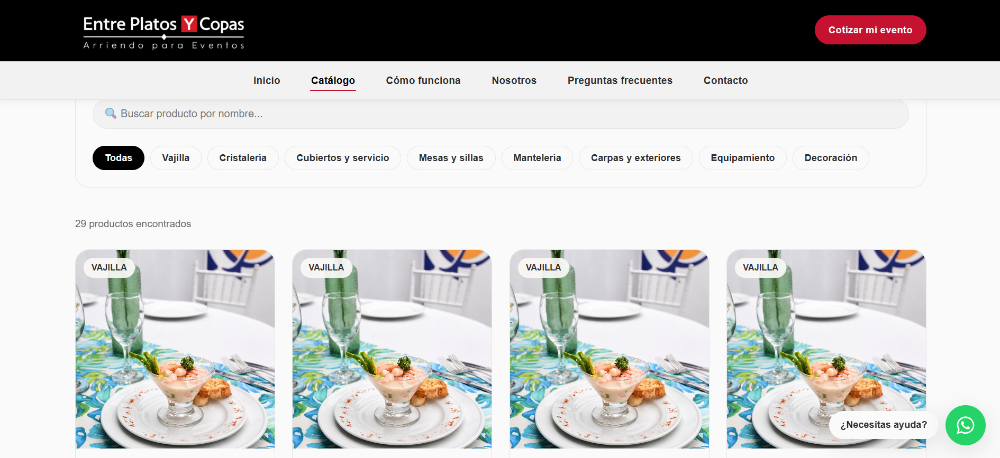 Entre Platos Y Copas
Arriendo para Eventos
Cotizar mi evento
Inicio
Catálogo
Cómo funciona
Nosotros
Preguntas frecuentes
Contacto
Buscar producto por nombre...
Todas
Vajilla
Cristalería
Cubiertos y servicio
Mesas y sillas
Mantelería
Carpas y exteriores
Equipamiento
Decoración
29 productos encontrados
VAJILLA
VAJILLA
VAJILLA
VAJILLA
¿Necesitas ayuda?